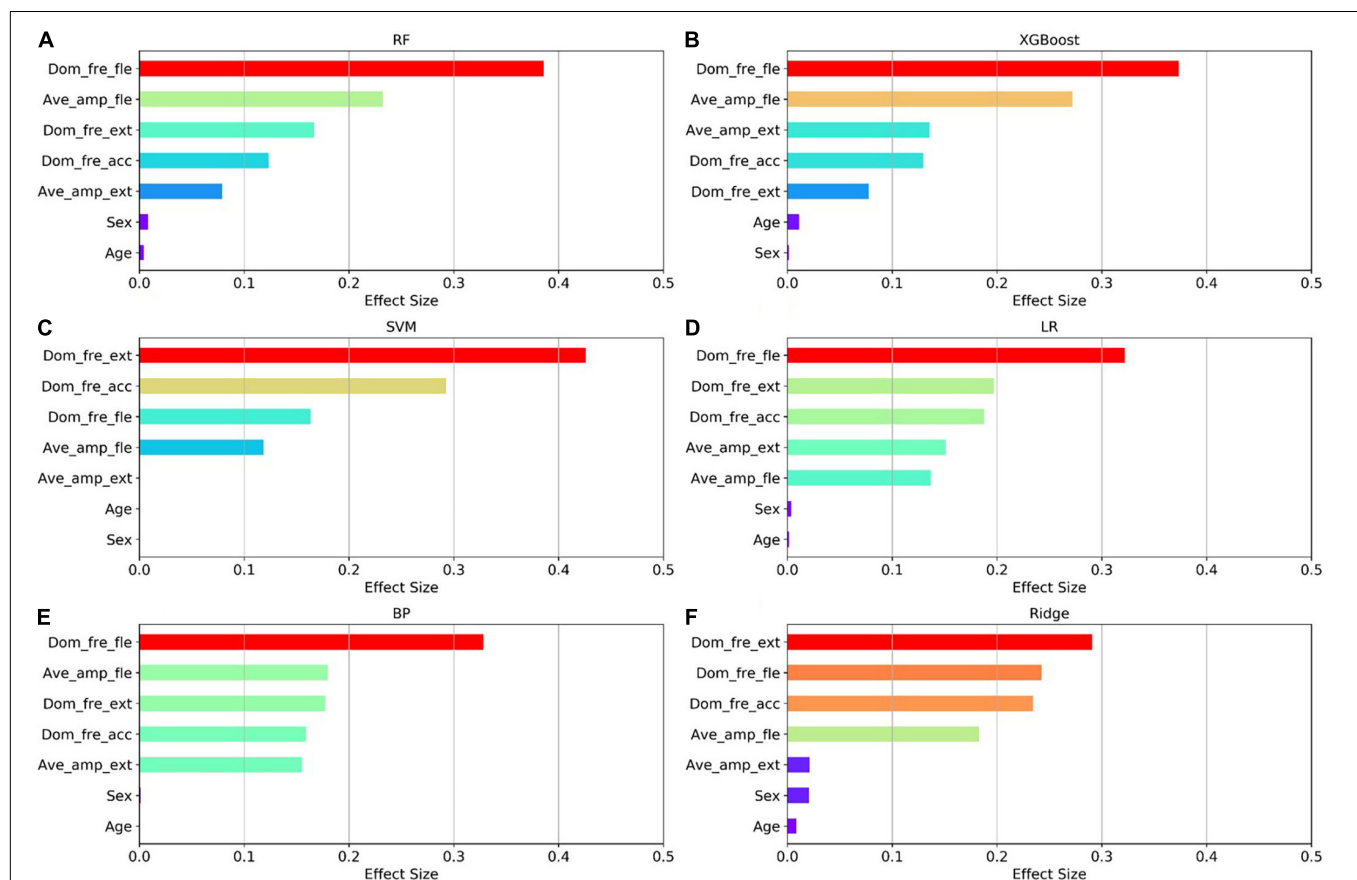 A
RF
Dom_fre_fle
Ave_amp_fle
Dom_fre_ext
Dom_fre_acc
Ave_amp_ext
Sex
Age
0.0 0.1 0.2 0.3 0.4 0.5
Effect Size
B
XGBoost
Dom_fre_fle
Ave_amp_fle
Ave_amp_ext
Dom_fre_acc
Dom_fre_ext
Age
Sex
0.0 0.1 0.2 0.3 0.4 0.5
Effect Size
C
SVM
Dom_fre_ext
Dom_fre_acc
Dom_fre_fle
Ave_amp_fle
Ave_amp_ext
Age
Sex
0.0 0.1 0.2 0.3 0.4 0.5
Effect Size
D
LR
Dom_fre_fle
Dom_fre_ext
Dom_fre_acc
Ave_amp_ext
Ave_amp_fle
Sex
Age
0.0 0.1 0.2 0.3 0.4 0.5
Effect Size
E
BP
Dom_fre_fle
Ave_amp_fle
Dom_fre_ext
Dom_fre_acc
Ave_amp_ext
Sex
Age
0.0 0.1 0.2 0.3 0.4 0.5
Effect Size
F
Ridge
Dom_fre_ext
Dom_fre_fle
Dom_fre_acc
Ave_amp_fle
Ave_amp_ext
Sex
Age
0.0 0.1 0.2 0.3 0.4 0.5
Effect Size